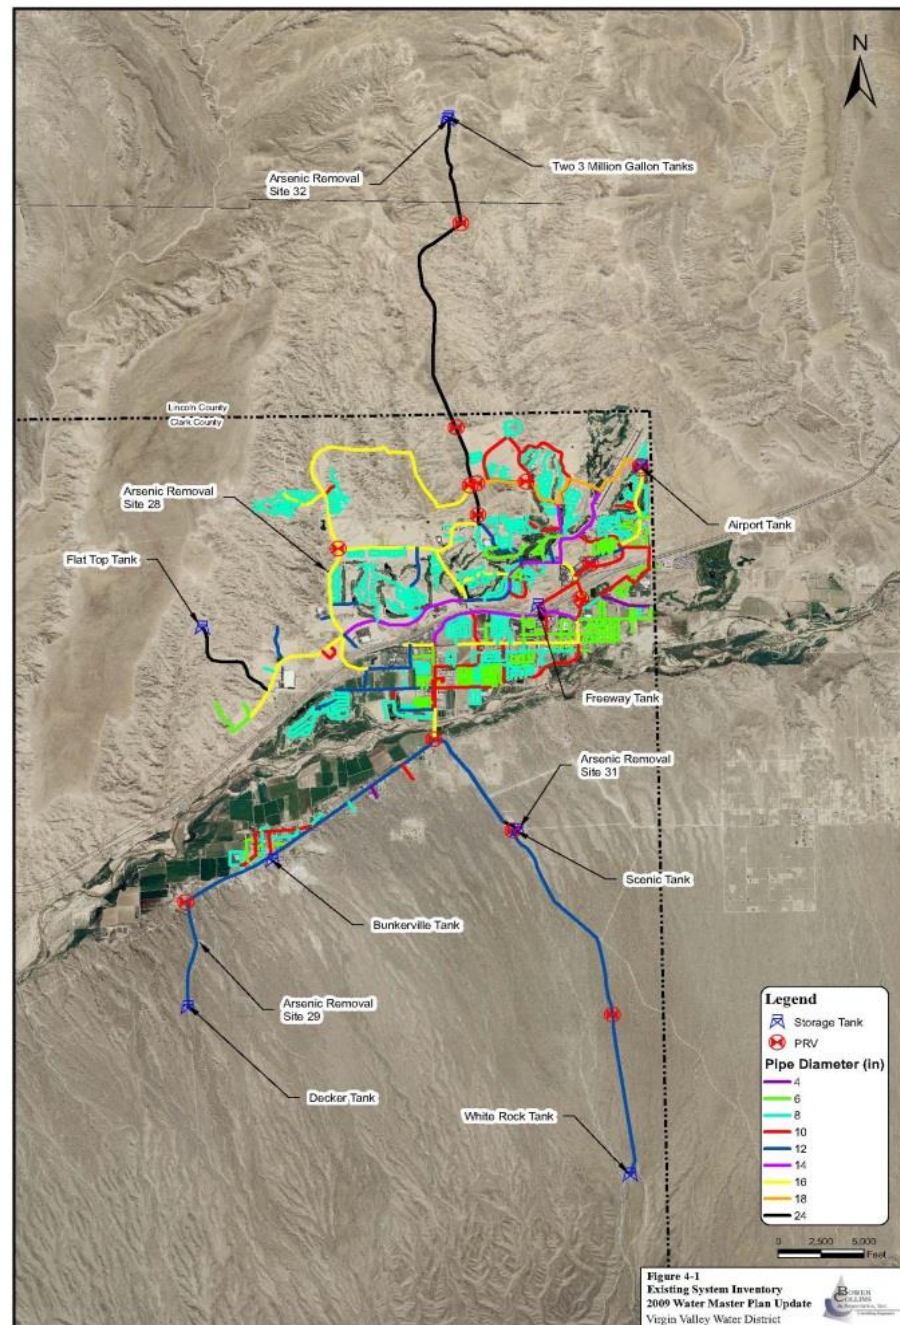 N
Arsenic Removal
Site 32
Two 3 Million Gallon Tanks
Lincoln County
Clark County
Arsenic Removal
Site 28
Airport Tank
Flat Top Tank
Freeway Tank
Arsenic Removal
Site 31
Scenic Tank
Bunkerville Tank
Arsenic Removal
Site 29
Decker Tank
White Rock Tank
Legend
Storage Tank
PRV
Pipe Diameter (in)
4
6
8
10
12
14
16
18
24
0 2,500 5,000
Feet
Figure 4-1
Existing System Inventory
2009 Water Master Plan Update
Virgin Valley Water District
BOWEN
COLLINS